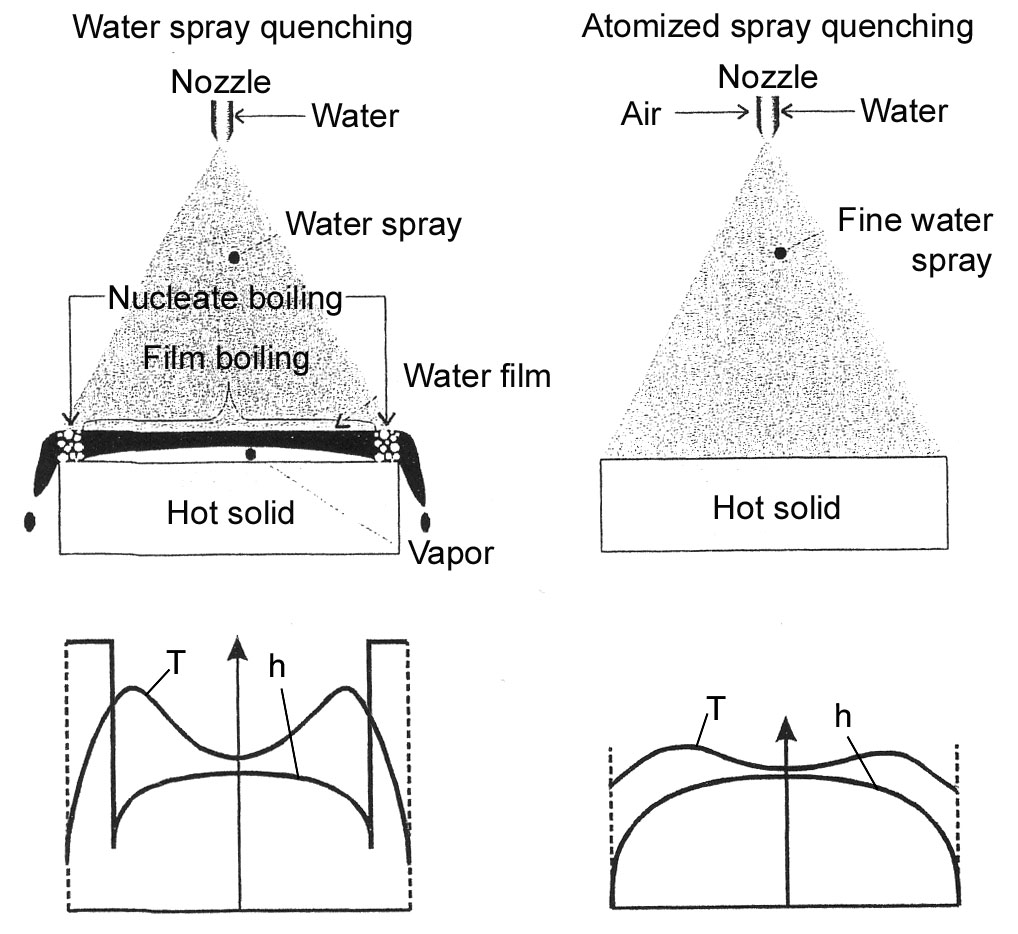 Water spray quenching
Nozzle
Water
Water spray
Nucleate boiling
Film boiling
Water film
Hot solid
Vapor
T
h
Atomized spray quenching
Nozzle
Air
Water
Fine water
spray
Hot solid
T
h